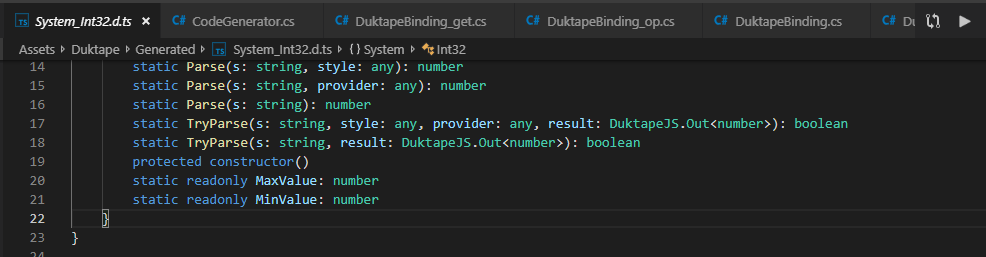 System_Int32.d.ts CodeGenerator.cs DuktapeBinding_get.cs DuktapeBinding_op.cs DuktapeBinding.cs
Assets > Duktape > Generated > TS System_Int32.d.ts > {} System > Int32
14 static Parse(s: string, style: any): number
15 static Parse(s: string, provider: any): number
16 static Parse(s: string): number
17 static TryParse(s: string, style: any, provider: any, result: DuktapeJS.Out<number>): boolean
18 static TryParse(s: string, result: DuktapeJS.Out<number>): boolean
19 protected constructor()
20 static readonly MaxValue: number
21 static readonly MinValue: number
22 }
23 }
24